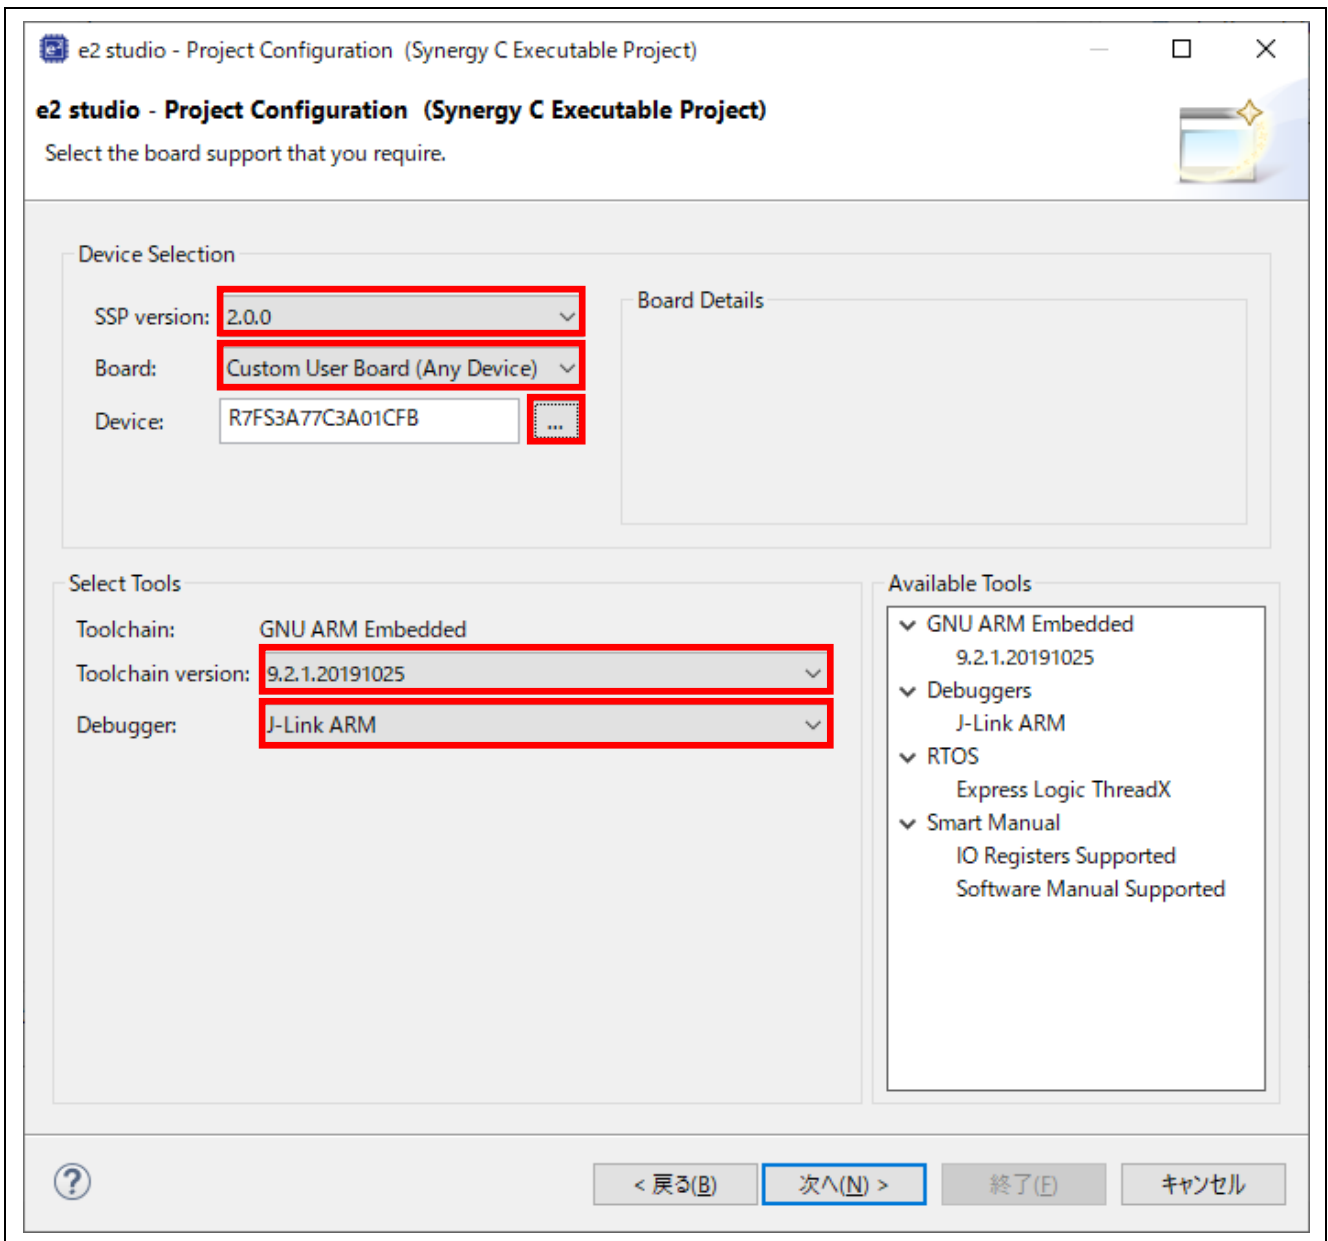 e2 studio - Project Configuration (Synergy C Executable Project)
e2 studio - Project Configuration (Synergy C Executable Project)
Select the board support that you require.
Device Selection
SSP version: 2.0.0
Board: Custom User Board (Any Device)
Device: R7FS3A77C3A01CFB ...
Board Details
Select Tools
Toolchain: GNU ARM Embedded
Toolchain version: 9.2.1.20191025
Debugger: J-Link ARM
Available Tools
GNU ARM Embedded
9.2.1.20191025
Debuggers
J-Link ARM
RTOS
Express Logic ThreadX
Smart Manual
IO Registers Supported
Software Manual Supported
? < 戻る(B) 次へ(N) > 終了(F) キャンセル